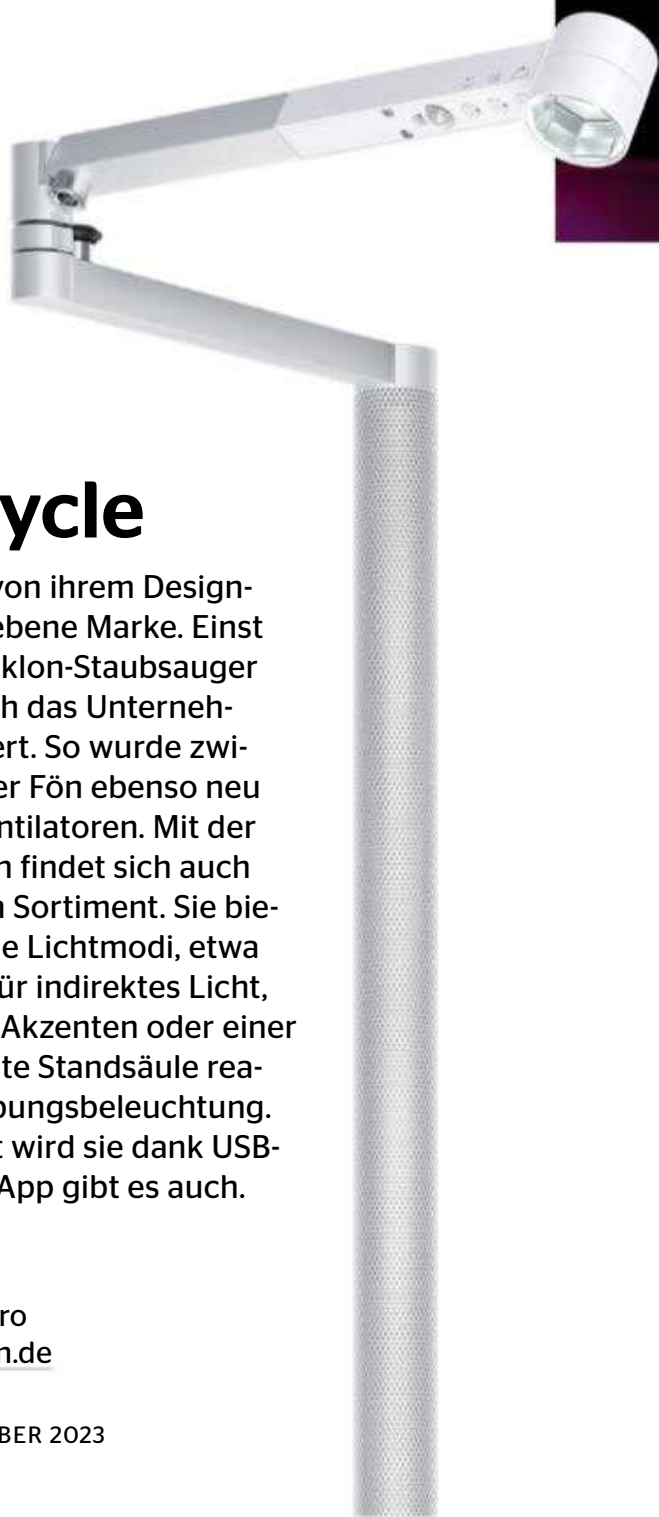 ycle
von ihrem Design-
ebene Marke. Einst
klon-Staubsauger
h das Unterneh-
ert. So wurde zwi-
er Fön ebenso neu
ntilatoren. Mit der
n findet sich auch
n Sortiment. Sie bie-
e Lichtmodi, etwa
ür indirektes Licht,
Akzenten oder einer
te Standsäule rea-
bungsbeleuchtung.
t wird sie dank USB-
App gibt es auch.
ro
n.de
BER 2023